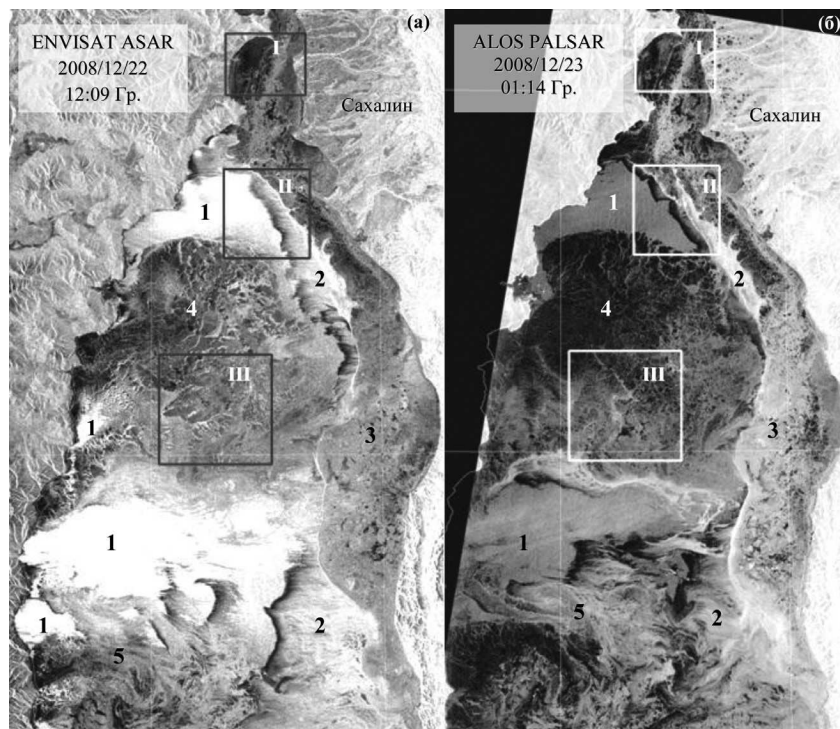 (а)
ENVISAT ASAR
2008/12/22
12:09 Гр.
I
Сахалин
II
1
2
4
III
1
3
1
1
2
5
(б)
ALOS PALSAR
2008/12/23
01:14 Гр.
I
Сахалин
II
1
2
4
III
3
1
5
2